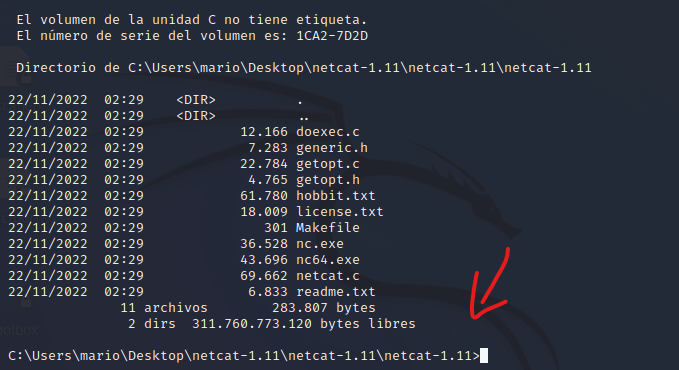 El volumen de la unidad C no tiene etiqueta.
El número de serie del volumen es: 1CA2-7D2D
Directorio de C:\Users\mario\Desktop\netcat-1.11\netcat-1.11\netcat-1.11
22/11/2022  02:29    <DIR>          .
22/11/2022  02:29    <DIR>          ..
22/11/2022  02:29            12.166 doexec.c
22/11/2022  02:29             7.283 generic.h
22/11/2022  02:29            22.784 getopt.c
22/11/2022  02:29             4.765 getopt.h
22/11/2022  02:29            61.780 hobbit.txt
22/11/2022  02:29            18.009 license.txt
22/11/2022  02:29               301 Makefile
22/11/2022  02:29            36.528 nc.exe
22/11/2022  02:29            43.696 nc64.exe
22/11/2022  02:29            69.662 netcat.c
22/11/2022  02:29             6.833 readme.txt
11 archivos        283.807 bytes
2 dirs  311.760.773.120 bytes libres
C:\Users\mario\Desktop\netcat-1.11\netcat-1.11\netcat-1.11>